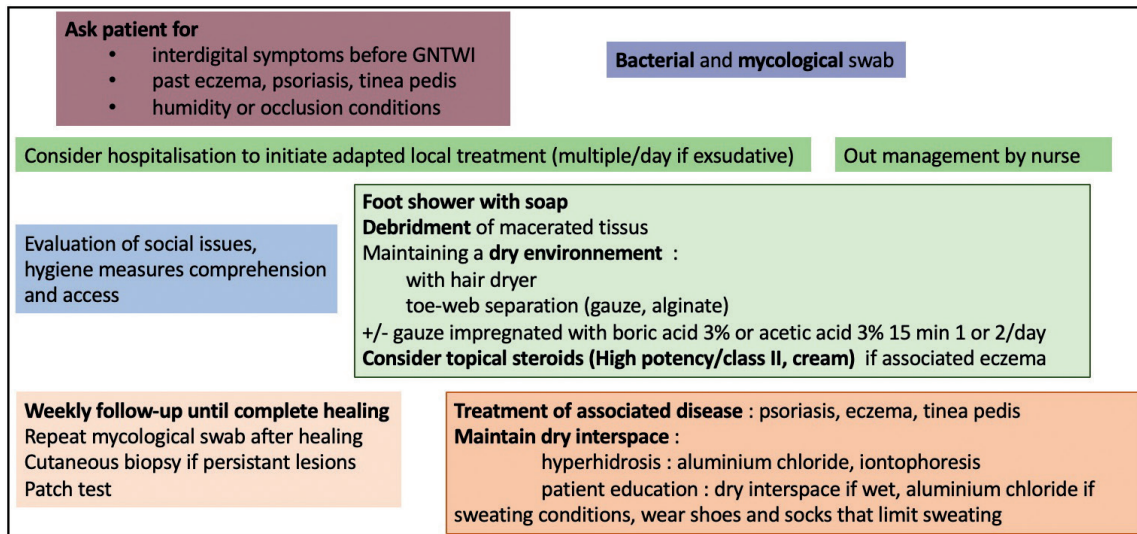 Ask patient for
• interdigital symptoms before GNTWI
• past eczema, psoriasis, tinea pedis
• humidity or occlusion conditions
Bacterial and mycological swab
Consider hospitalisation to initiate adapted local treatment (multiple/day if exsudative)
Out management by nurse
Evaluation of social issues,
hygiene measures comprehension
and access
Foot shower with soap
Debridment of macerated tissus
Maintaining a dry environnement :
with hair dryer
toe-web separation (gauze, alginate)
+/- gauze impregnated with boric acid 3% or acetic acid 3% 15 min 1 or 2/day
Consider topical steroids (High potency/class II, cream) if associated eczema
Weekly follow-up until complete healing
Repeat mycological swab after healing
Cutaneous biopsy if persistant lesions
Patch test
Treatment of associated disease : psoriasis, eczema, tinea pedis
Maintain dry interspace :
hyperhidrosis : aluminium chloride, iontophoresis
patient education : dry interspace if wet, aluminium chloride if
sweating conditions, wear shoes and socks that limit sweating